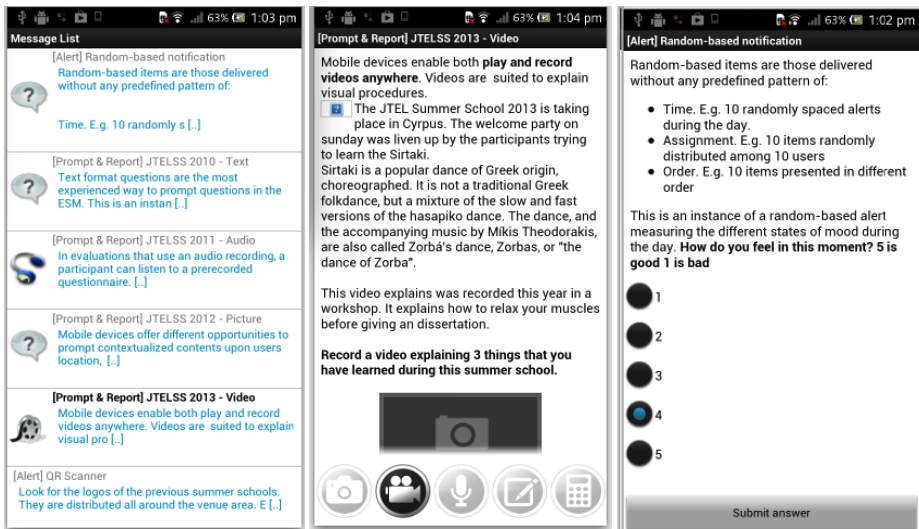 63% 1:03 pm
Message List
[Alert] Random-based notification
Random-based items are those delivered
without any predefined pattern of:
Time. E.g. 10 randomly s [..]
[Prompt & Report] JTELSS 2010 - Text
Text format questions are the most
experienced way to prompt questions in the
ESM. This is an instan [..]
[Prompt & Report] JTELSS 2011 - Audio
In evaluations that use an audio recording, a
participant can listen to a prerecorded
questionnaire. [..]
[Prompt & Report] JTELSS 2012 - Picture
Mobile devices offer different opportunities to
prompt contextualized contents upon users
location, [..]
[Prompt & Report] JTELSS 2013 - Video
Mobile devices enable both play and record
videos anywhere. Videos are suited to explain
visual pro [..]
[Alert] QR Scanner
Look for the logos of the previous summer schools.
They are distributed all around the venue area. E [..]
63% 1:04 pm
[Prompt & Report] JTELSS 2013 - Video
Mobile devices enable both play and record
videos anywhere. Videos are suited to explain
visual procedures.
The JTEL Summer School 2013 is taking
place in Cyrpus. The welcome party on
sunday was liven up by the participants trying
to learn the Sirtaki.
Sirtaki is a popular dance of Greek origin,
choreographed. It is not a traditional Greek
folkdance, but a mixture of the slow and fast
versions of the hasapiko dance. The dance, and
the accompanying music by Míkis Theodorakis,
are also called Zorbá's dance, Zorbas, or "the
dance of Zorba".
This video explains was recorded this year in a
workshop. It explains how to relax your muscles
before giving an dissertation.
Record a video explaining 3 things that you
have learned during this summer school.
63% 1:02 pm
[Alert] Random-based notification
Random-based items are those delivered
without any predefined pattern of:
• Time. E.g. 10 randomly spaced alerts
during the day.
• Assignment. E.g. 10 items randomly
distributed among 10 users
• Order. E.g. 10 items presented in different
order
This is an instance of a random-based alert
measuring the different states of mood during
the day. How do you feel in this moment? 5 is
good 1 is bad
1
2
3
4
5
Submit answer